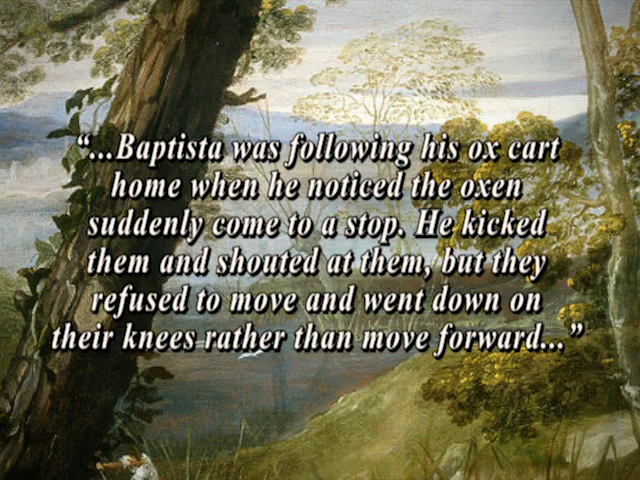 “...Baptista was following his ox cart
home when he noticed the oxen
suddenly come to a stop. He kicked
them and shouted at them, but they
refused to move and went down on
their knees rather than move forward...”